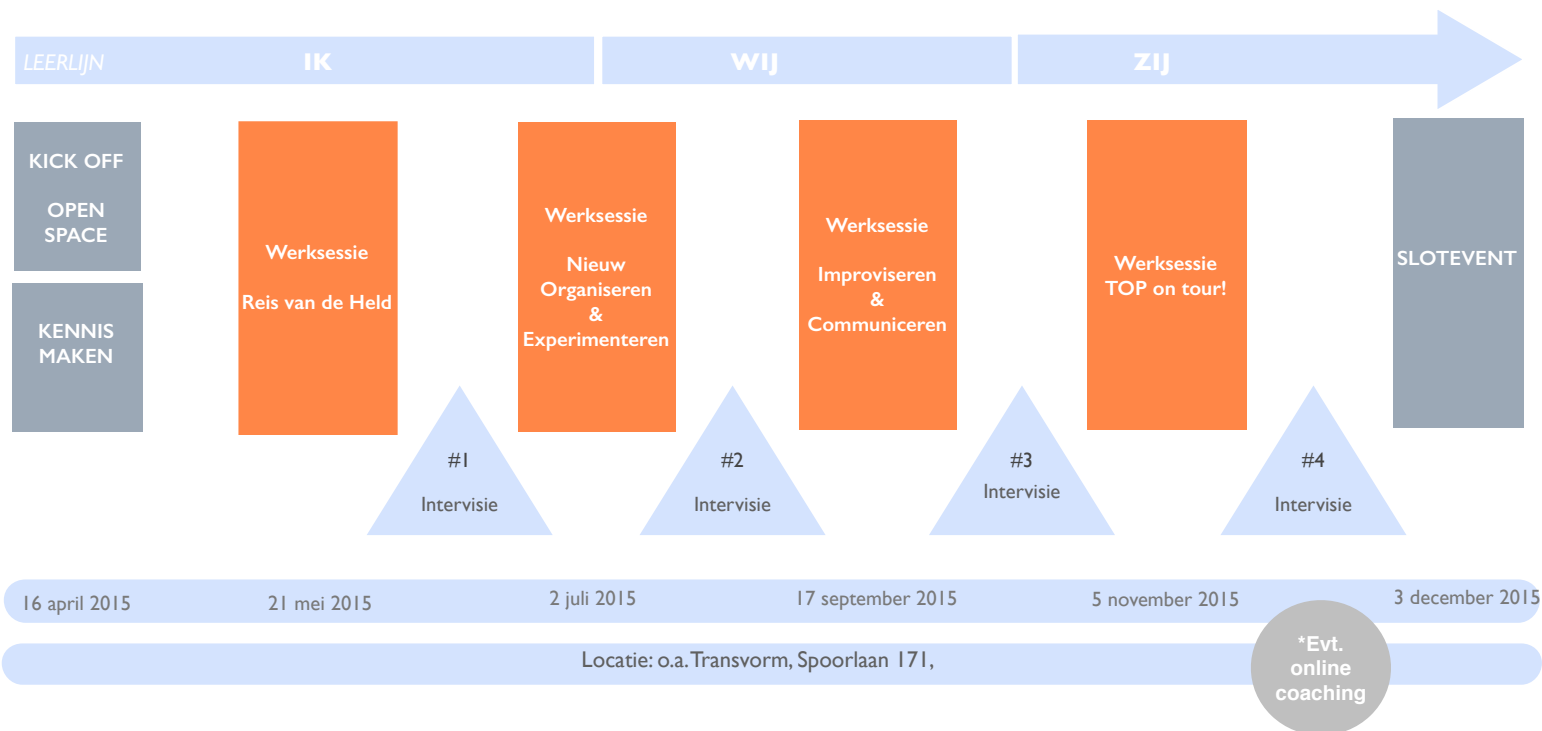 LEERLIJN
IK
WIJ
ZIJ
KICK OFF
OPEN
SPACE
KENNIS
MAKEN
Werksessie
Reis van de Held
Werksessie
Nieuw
Organiseren
&
Experimenteren
Werksessie
Improviseren
&
Communiceren
Werksessie
TOP on tour!
SLOTEVENT
#1
Intervisie
#2
Intervisie
#3
Intervisie
#4
Intervisie
16 april 2015
21 mei 2015
2 juli 2015
17 september 2015
5 november 2015
3 december 2015
Locatie: o.a. Transvorm, Spoorlaan 171,
*Evt.
online
coaching